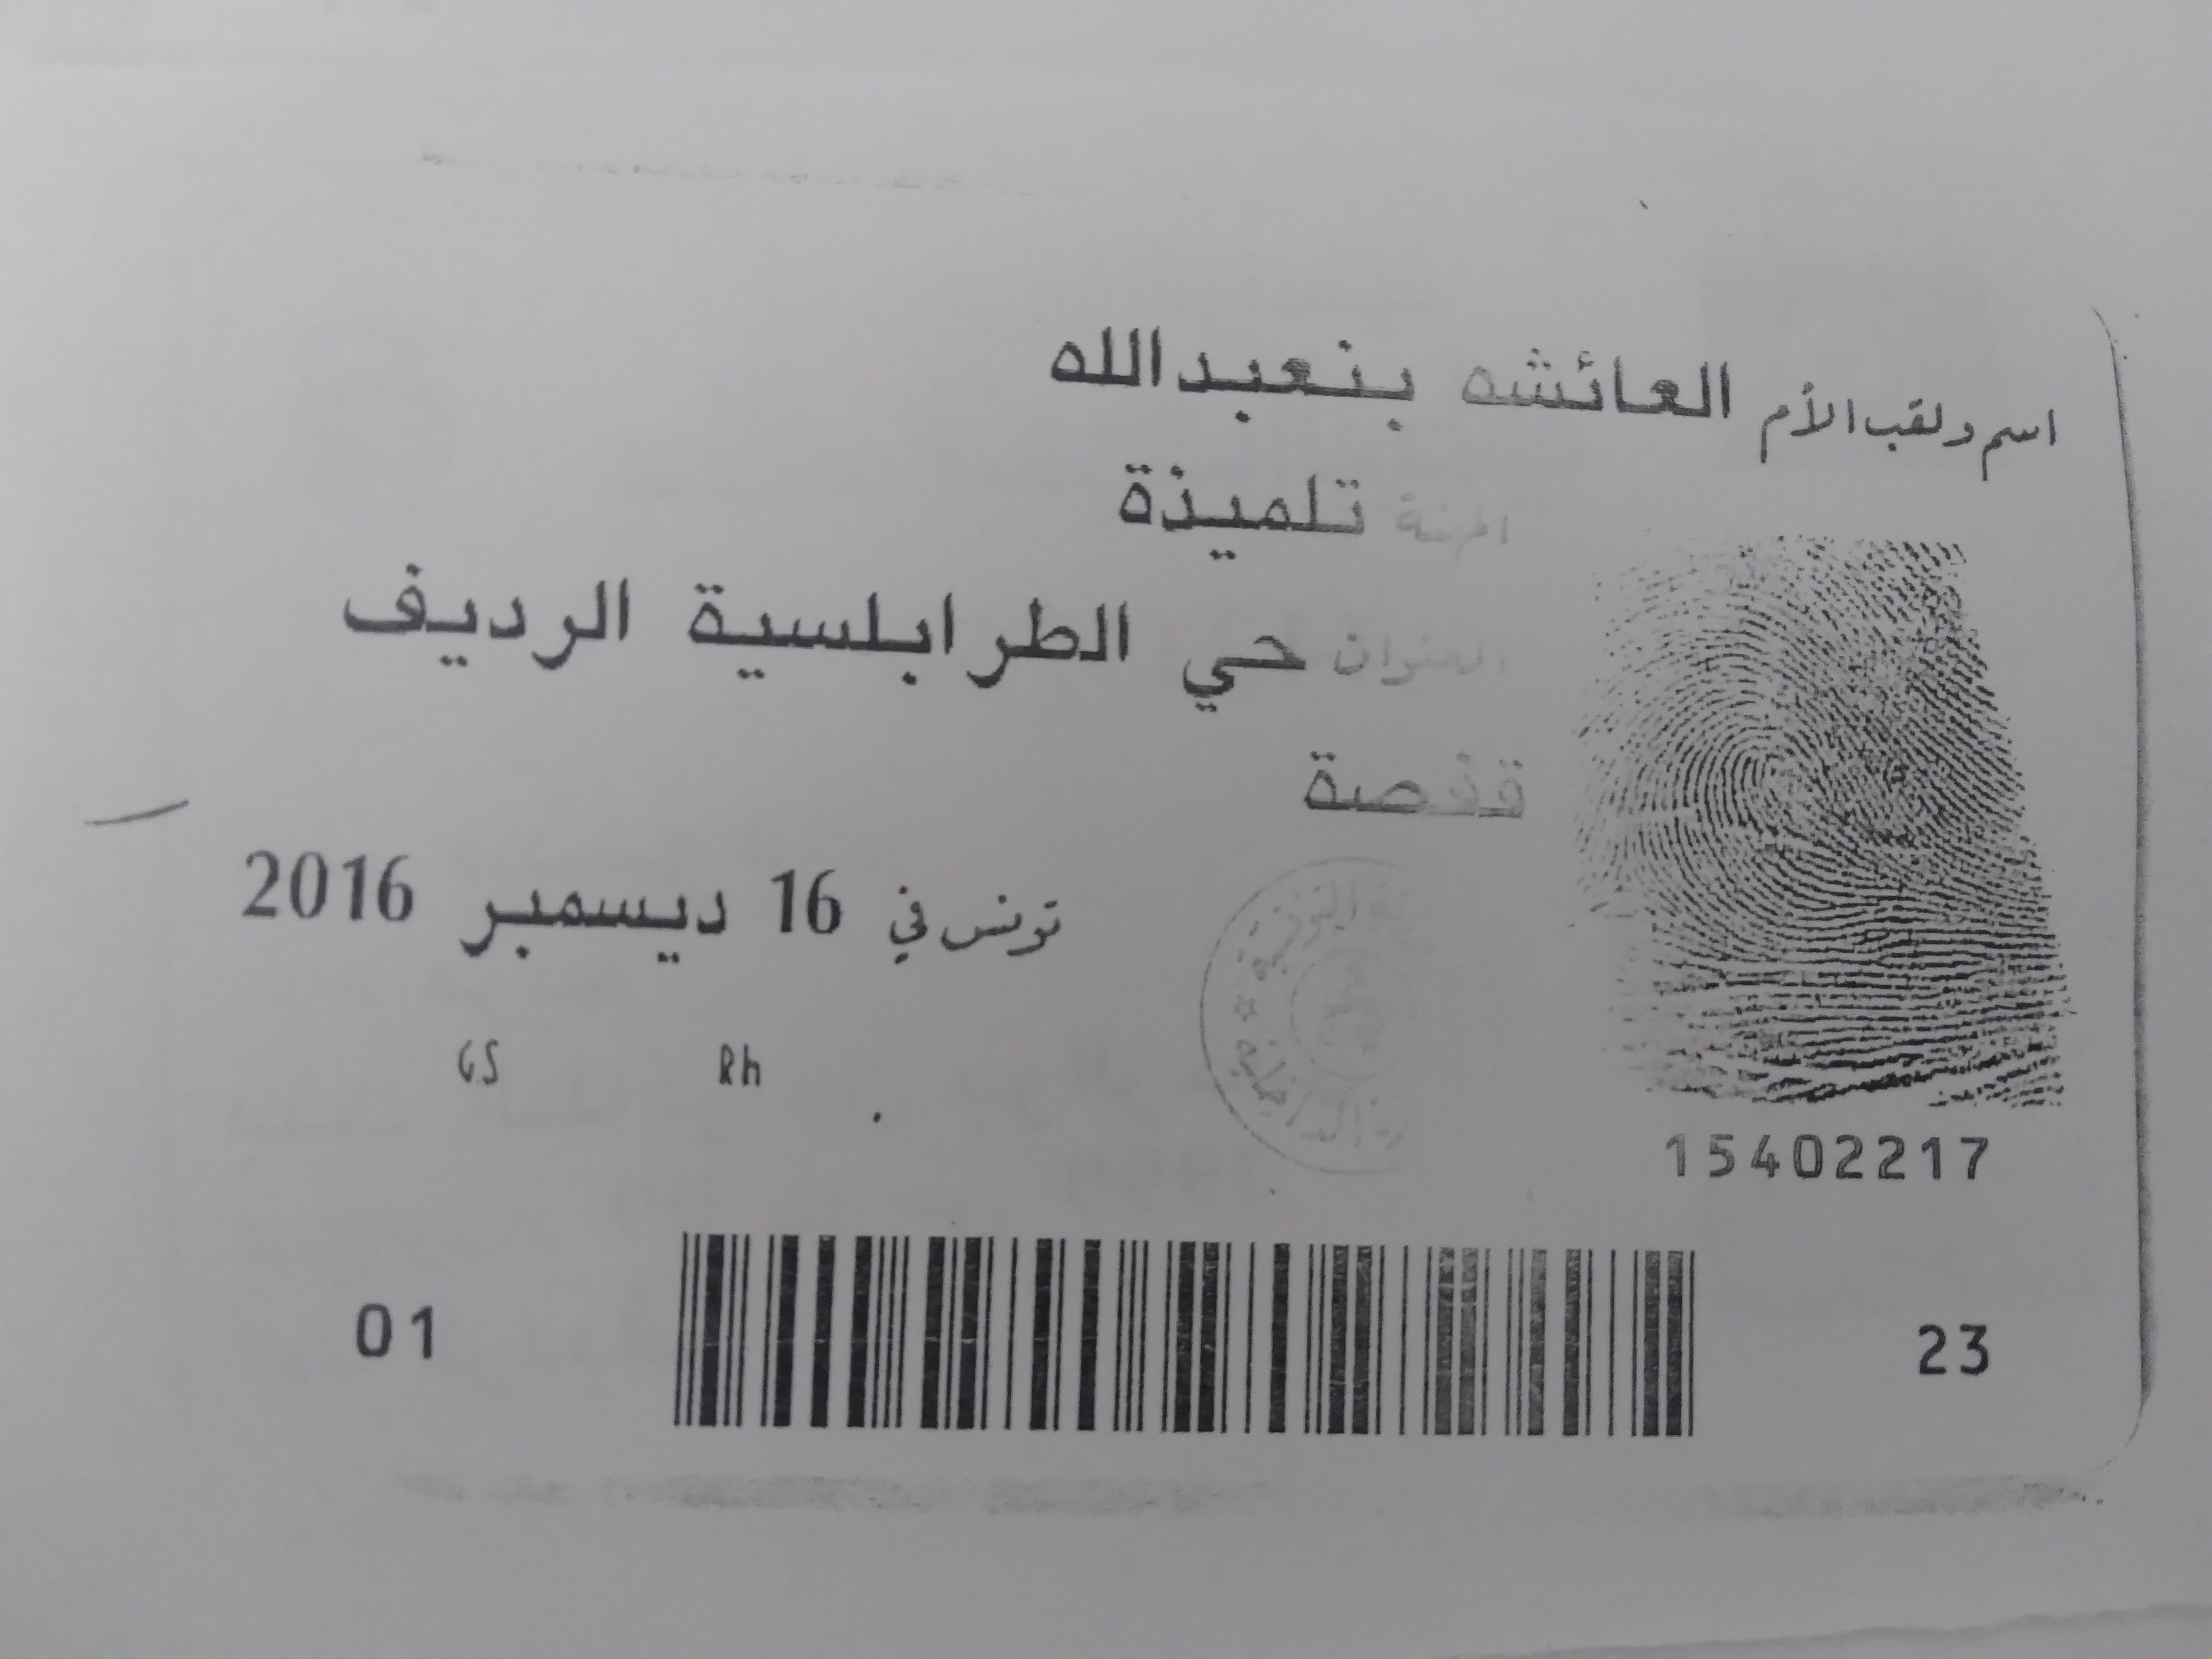 اسم ولقب الأم العائشه بنعبدالله
المهنة تلميذة
العنوان حي الطرابلسية الرديف
قفصة
تونس في 16 ديسمبر 2016
GS Rh
15402217
01 23